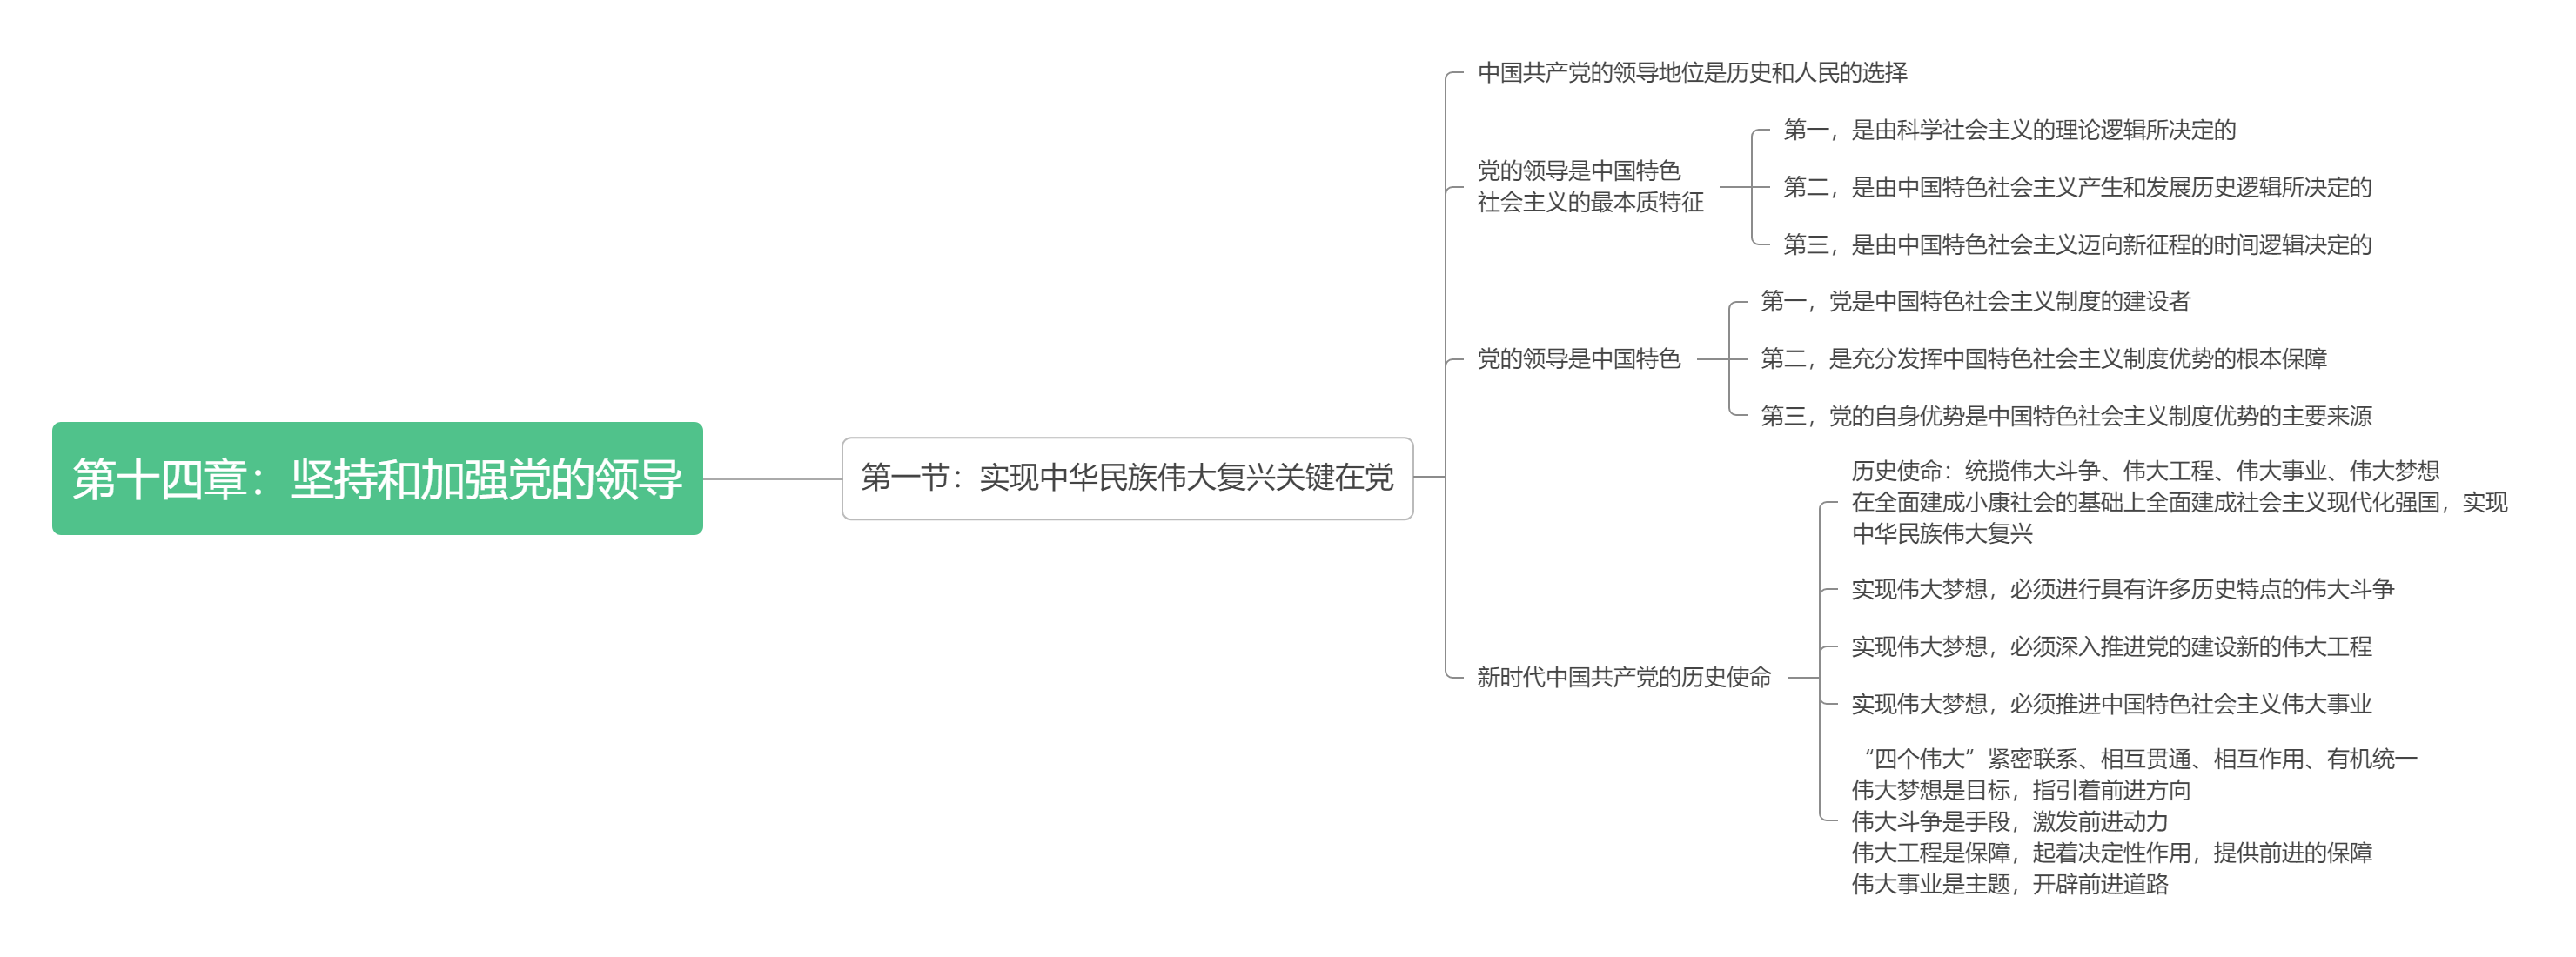 第十四章：坚持和加强党的领导
第一节：实现中华民族伟大复兴关键在党
中国共产党的领导地位是历史和人民的选择
党的领导是中国特色
社会主义的最本质特征
第一，是由科学社会主义的理论逻辑所决定的
第二，是由中国特色社会主义产生和发展历史逻辑所决定的
第三，是由中国特色社会主义迈向新征程的时间逻辑决定的
党的领导是中国特色
第一，党是中国特色社会主义制度的建设者
第二，是充分发挥中国特色社会主义制度优势的根本保障
第三，党的自身优势是中国特色社会主义制度优势的主要来源
新时代中国共产党的历史使命
历史使命：统揽伟大斗争、伟大工程、伟大事业、伟大梦想
在全面建成小康社会的基础上全面建成社会主义现代化强国，实现
中华民族伟大复兴
实现伟大梦想，必须进行具有许多历史特点的伟大斗争
实现伟大梦想，必须深入推进党的建设新的伟大工程
实现伟大梦想，必须推进中国特色社会主义伟大事业
“四个伟大”紧密联系、相互贯通、相互作用、有机统一
伟大梦想是目标，指引着前进方向
伟大斗争是手段，激发前进动力
伟大工程是保障，起着决定性作用，提供前进的保障
伟大事业是主题，开辟前进道路